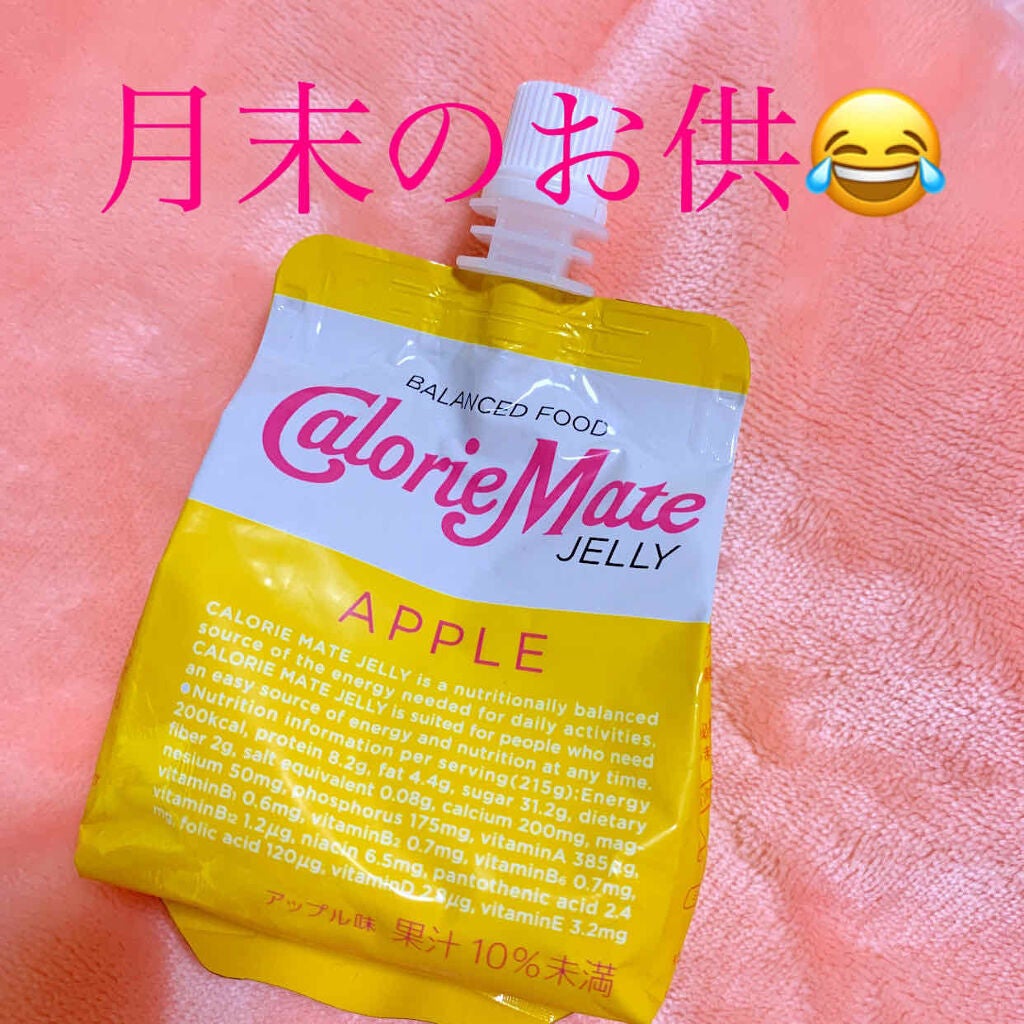 月末のお供😂
BALANCED FOOD
CalorieMate
JELLY
APPLE
CALORIE MATE JELLY is a nutritionally balanced
source of the energy needed for daily activities.
CALORIE MATE JELLY is suited for people who need
an easy source of energy and nutrition at any time.
●Nutrition information per serving(215g):Energy
200kcal, protein 8.2g, fat 4.4g, sugar 31.2g, dietary
fiber 2g, salt equivalent 0.08g, calcium 200mg, mag-
nesium 50mg, phosphorus 175mg, vitaminA 385μg,
vitaminB₁ 0.6mg, vitaminB₂ 0.7mg, vitaminB₆ 0.7mg,
vitaminB₁₂ 1.2μg, niacin 6.5mg, pantothenic acid 2.4
mg, folic acid 120μg, vitaminD 2.8μg, vitaminE 3.2mg
アップル味 果汁10%未満